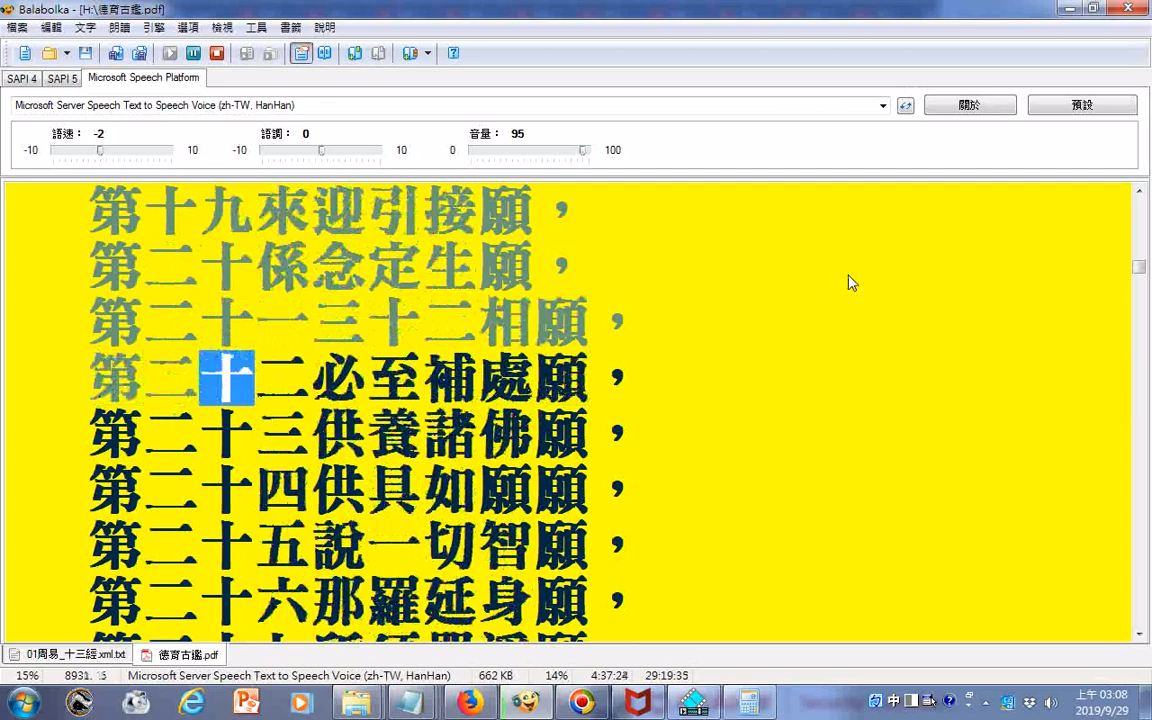 Balabolka - [H:\德育古鑑.pdf]
檔案 編輯 文字 朗讀 引擎 選項 檢視 工具 書籤 說明
SAPI 4 SAPI 5 Microsoft Speech Platform
Microsoft Server Speech Text to Speech Voice (zh-TW, HanHan) 關於 預設
語速： -2 語調： 0 音量： 95
-10 10 -10 10 0 100
第十九來迎引接願，
第二十係念定生願，
第二十一三十二相願，
第二十二必至補處願，
第二十三供養諸佛願，
第二十四供具如願願，
第二十五說一切智願，
第二十六那羅延身願，
01周易_十三經.xml.txt 德育古鑑.pdf
15% Microsoft Server Speech Text to Speech Voice (zh-TW, HanHan) 662 KB 14% 4:37:24 29:19:35
中 上午 03:08
2019/9/29